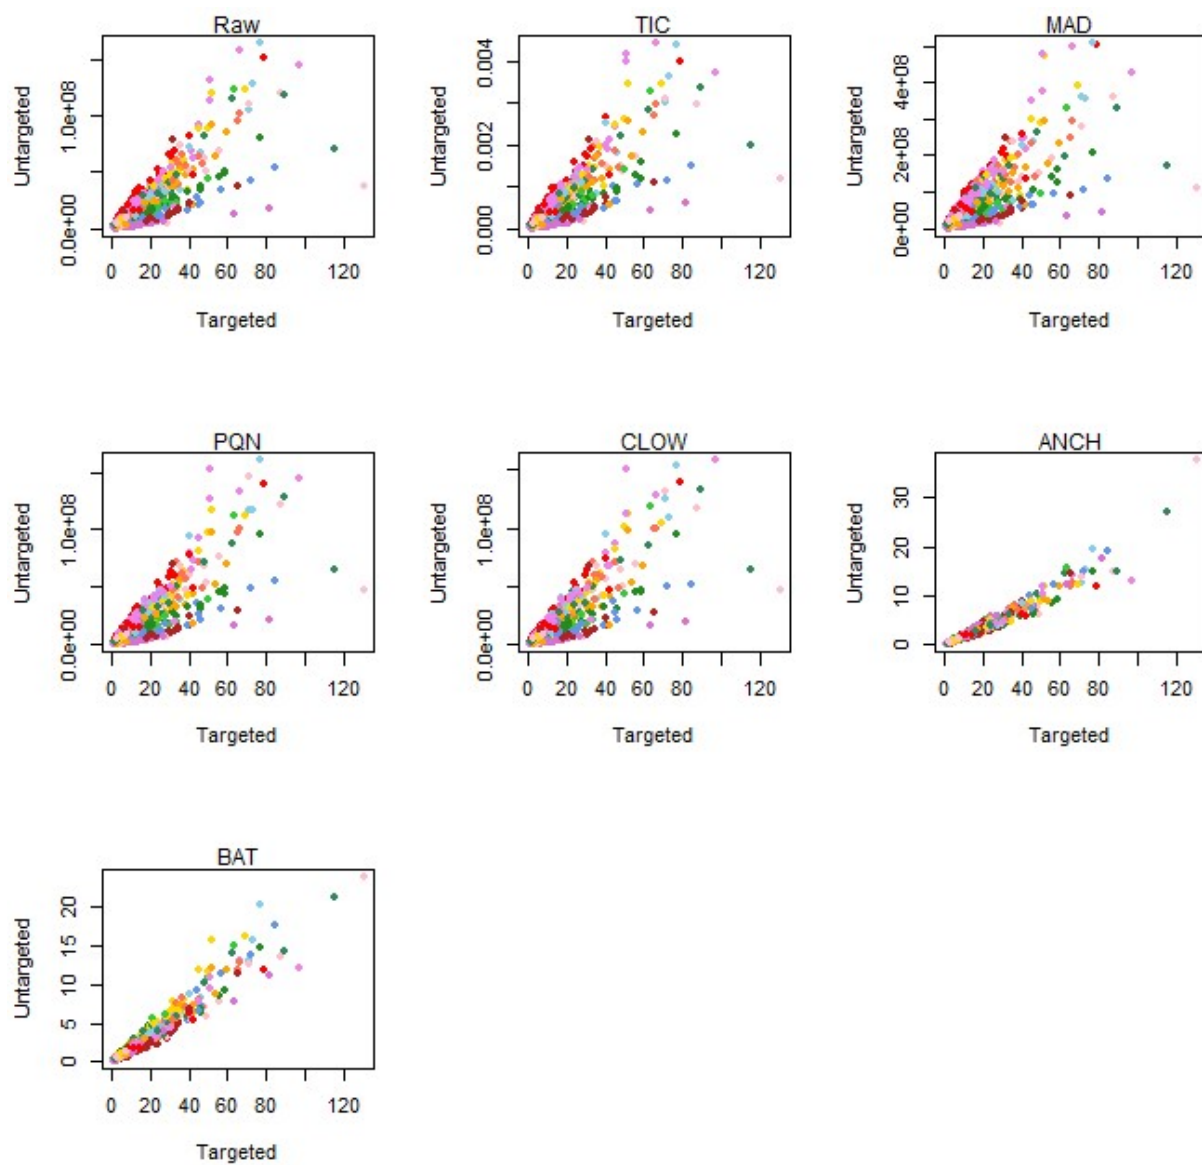 Raw TIC MAD
Untargeted Untargeted Untargeted
1.0e+08 0.004 4e+08
0.002 2e+08
0.0e+00 0.000 0e+00
0 20 40 60 80 120 0 20 40 60 80 120 0 20 40 60 80 120
Targeted Targeted Targeted
PQN CLOW ANCH
Untargeted Untargeted Untargeted
30
1.0e+08 1.0e+08 20
10
0.0e+00 0.0e+00 0
0 20 40 60 80 120 0 20 40 60 80 120 0 20 40 60 80 120
Targeted Targeted Targeted
BAT
Untargeted
20
15
10
5
0
0 20 40 60 80 120
Targeted